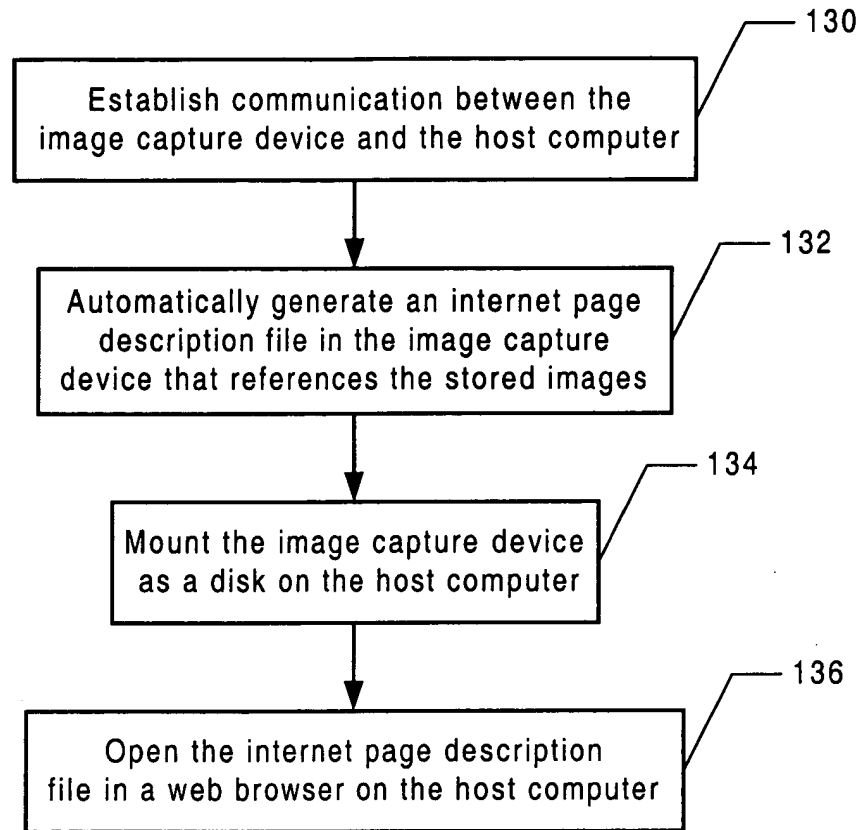 130
Establish communication between the
image capture device and the host computer
132
Automatically generate an internet page
description file in the image capture
device that references the stored images
134
Mount the image capture device
as a disk on the host computer
136
Open the internet page description
file in a web browser on the host computer